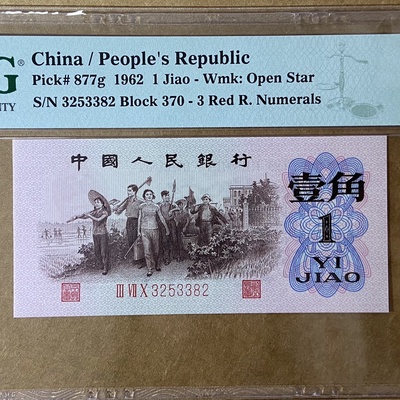 G®
China / People's Republic
Pick# 877g 1962 1 Jiao - Wmk: Open Star
NTY S/N 3253382 Block 370 - 3 Red R. Numerals
中國人民銀行
壹角
1
YI
JIAO
III VII X 3253382